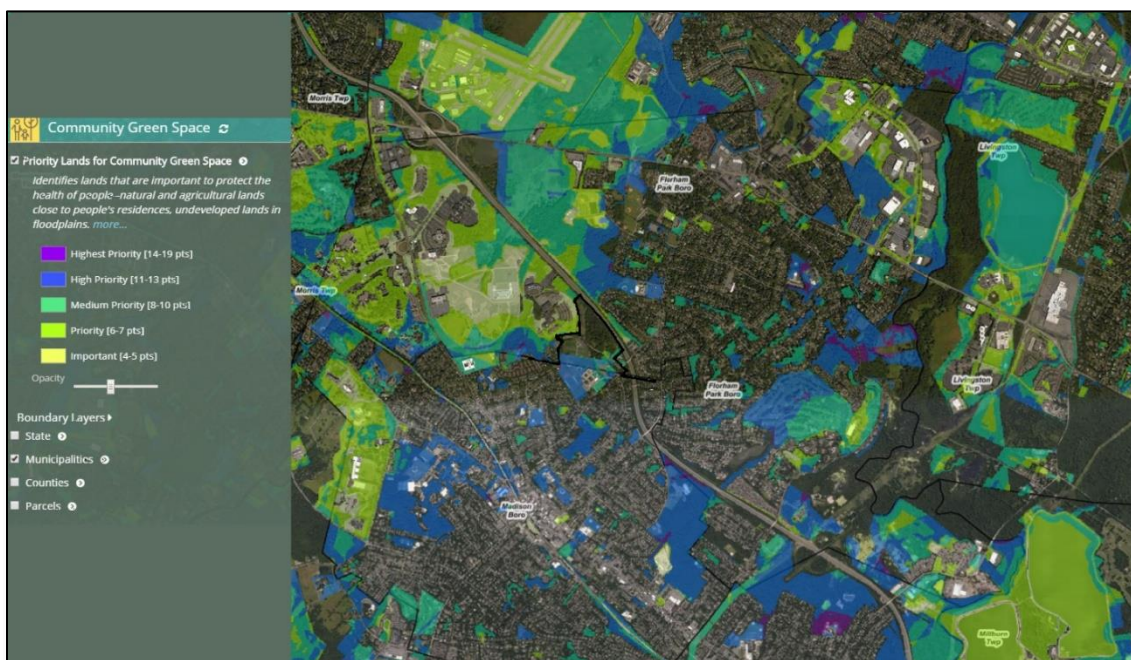 Community Green Space
Priority Lands for Community Green Space
Identifies lands that are important to protect the
health of people–natural and agricultural lands
close to people's residences, undeveloped lands in
floodplains. more...
Highest Priority [14-19 pts]
High Priority [11-13 pts]
Medium Priority [8-10 pts]
Priority [6-7 pts]
Important [4-5 pts]
Opacity
Boundary Layers
State
Municipalities
Counties
Parcels
Morris Twp
Livingston
Twp
Florham
Park Boro
Morris Twp
Florham
Park Boro
Livingston
Twp
Madison
Boro
Millburn
Twp